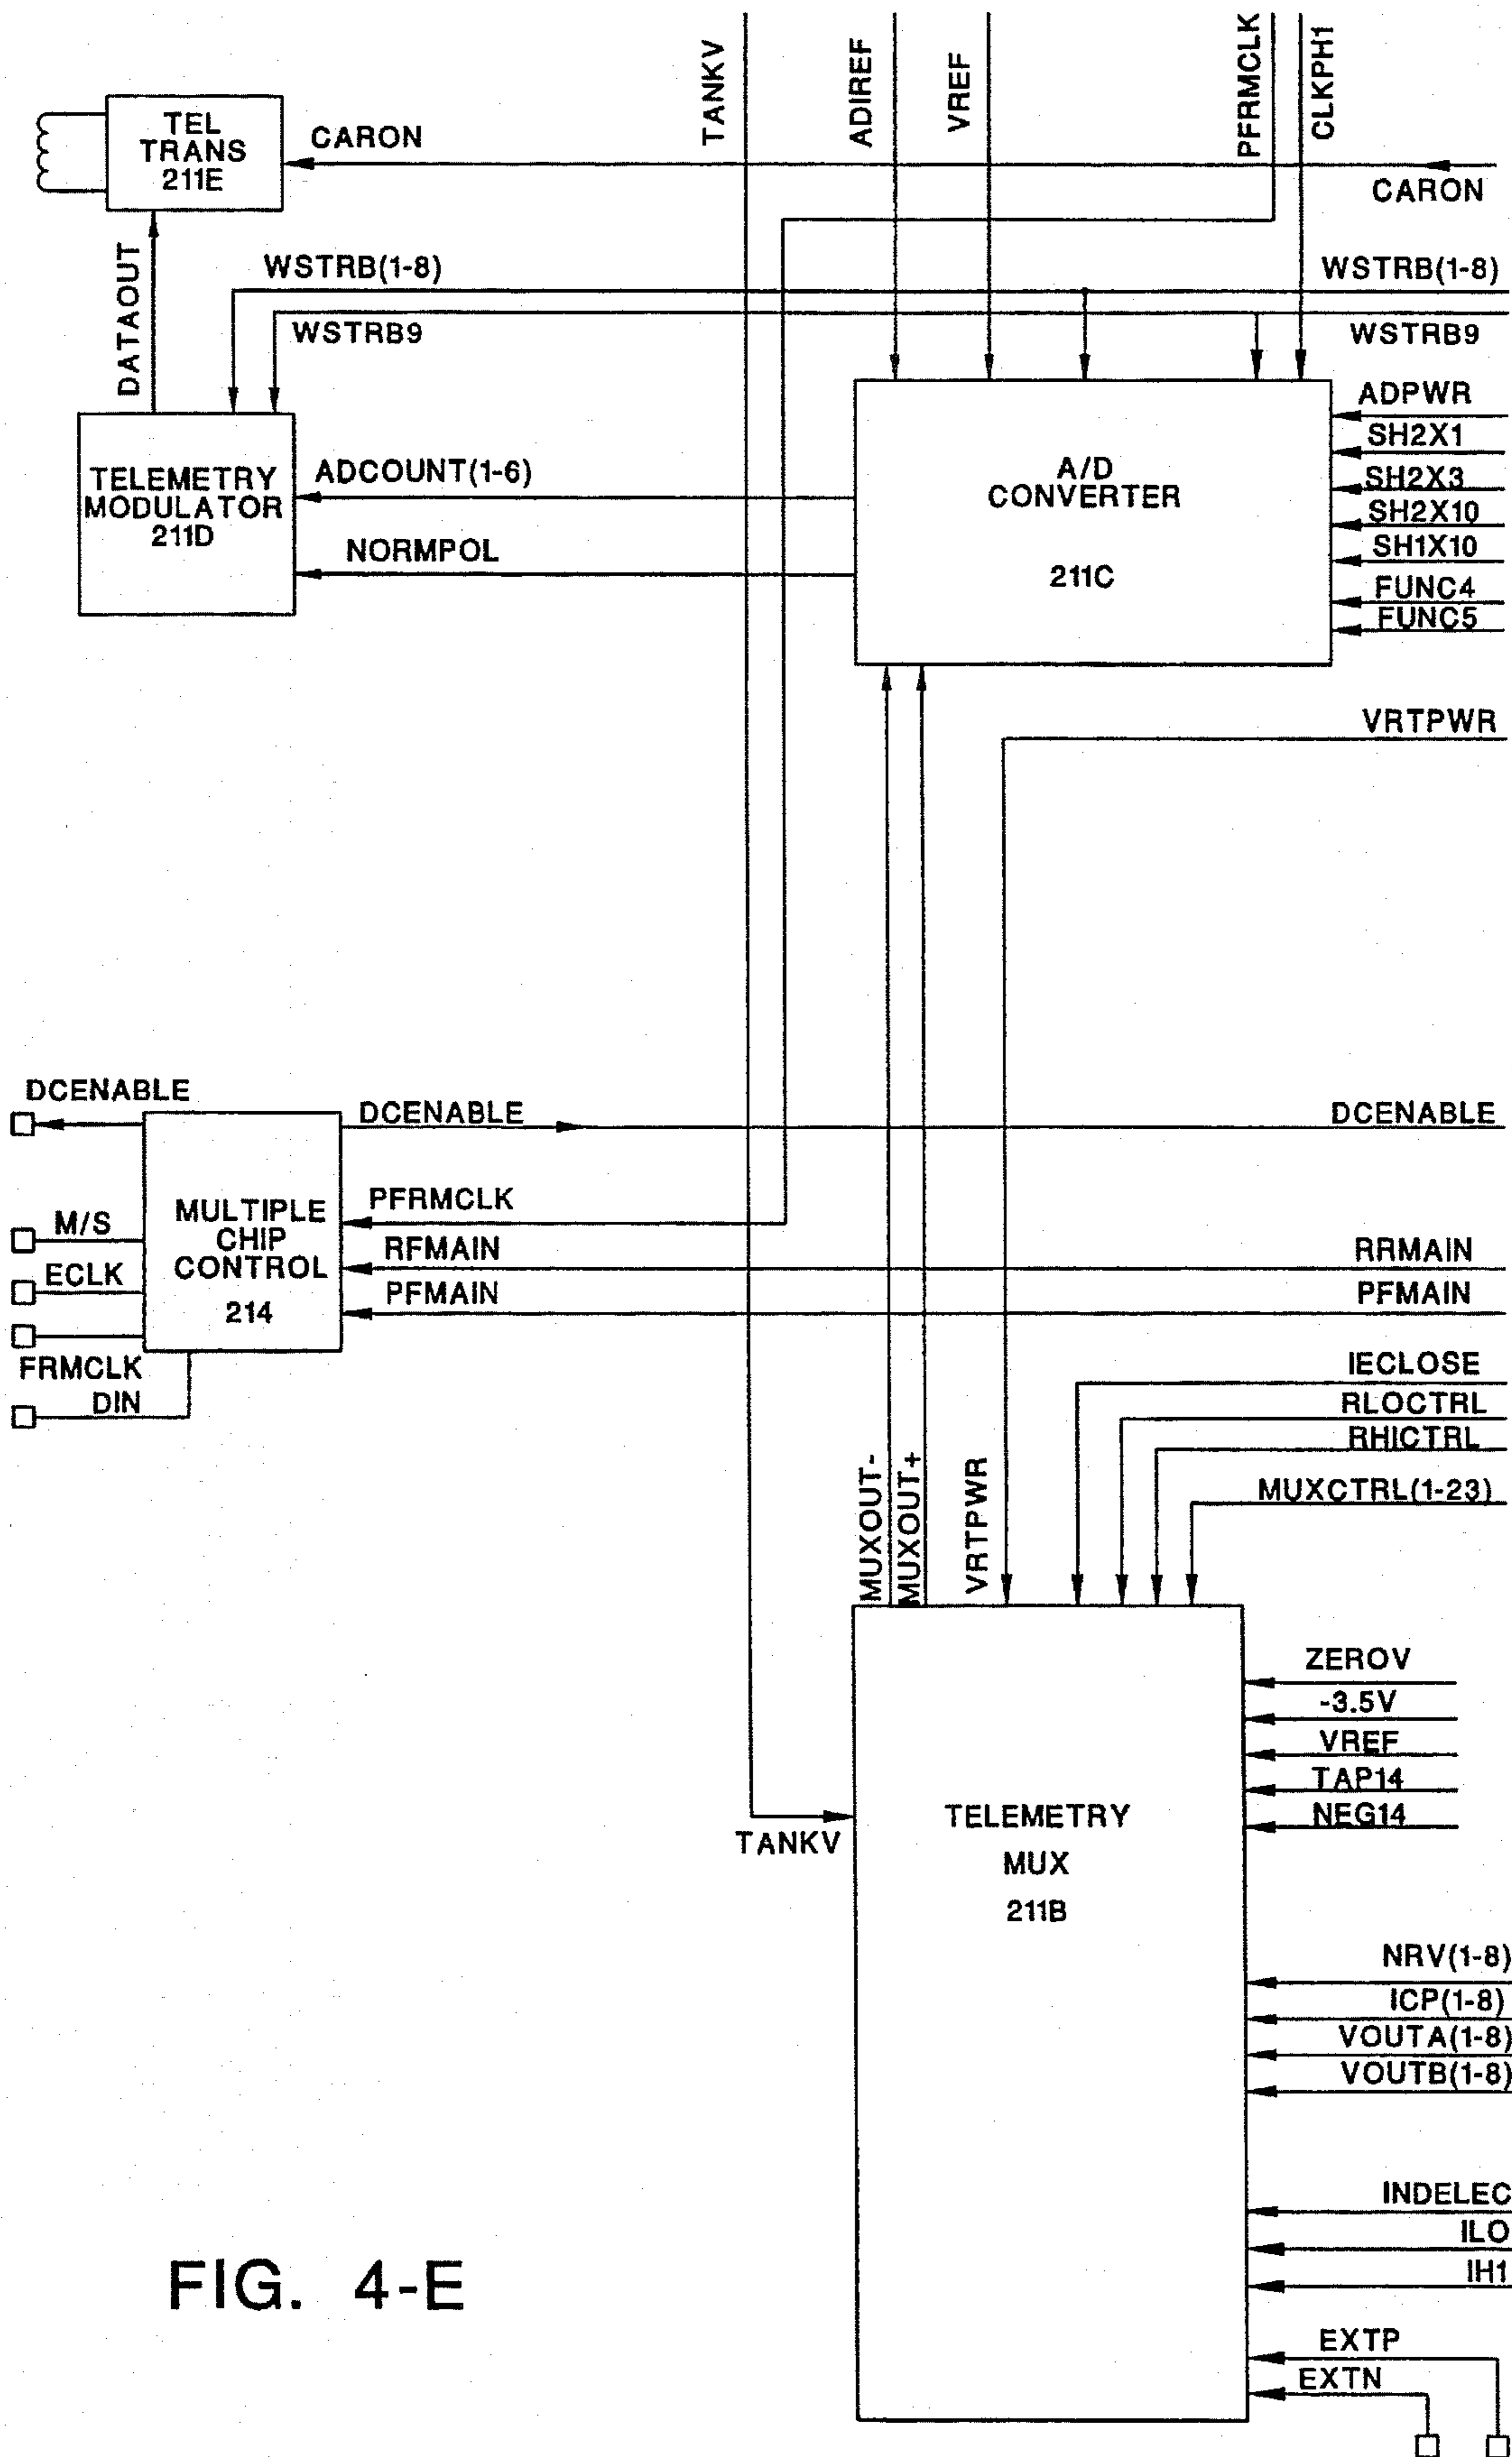 TANKV
ADIREF
VREF
PFRMCLK
CLKPH1
TEL
TRANS
211E
CARON
CARON
DATAOUT
WSTRB(1-8)
WSTRB(1-8)
WSTRB9
WSTRB9
TELEMETRY
MODULATOR
211D
ADCOUNT(1-6)
NORMPOL
A/D
CONVERTER
211C
ADPWR
SH2X1
SH2X3
SH2X10
SH1X10
FUNC4
FUNC5
VRTPWR
DCENABLE
DCENABLE
DCENABLE
M/S
ECLK
FRMCLK
DIN
MULTIPLE
CHIP
CONTROL
214
PFRMCLK
RFMAIN
RRMAIN
PFMAIN
PFMAIN
IECLOSE
RLOCTRL
RHICTRL
MUXCTRL(1-23)
MUXOUT-
MUXOUT+
VRTPWR
ZEROV
-3.5V
VREF
TAP14
NEG14
TANKV
TELEMETRY
MUX
211B
NRV(1-8)
ICP(1-8)
VOUTA(1-8)
VOUTB(1-8)
INDELEC
ILO
IH1
EXTP
EXTN
FIG. 4-E